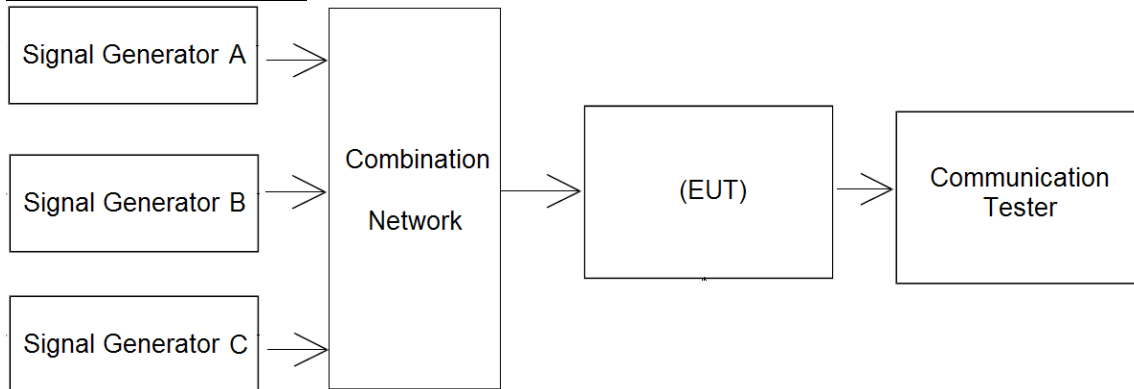 Signal Generator A
Signal Generator B
Signal Generator C
Combination
Network
(EUT)
Communication
Tester